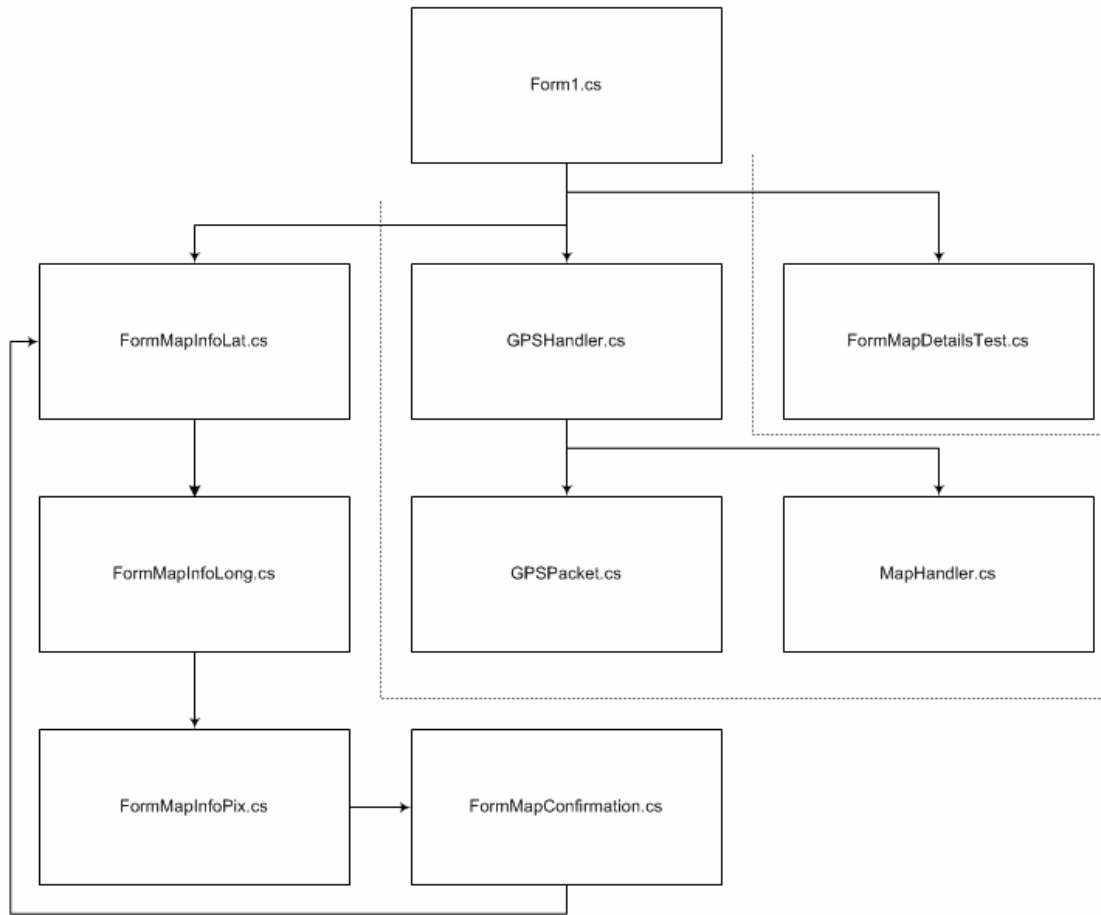 Form1.cs
FormMapInfoLat.cs
GPSHandler.cs
FormMapDetailsTest.cs
FormMapInfoLong.cs
GPSPacket.cs
MapHandler.cs
FormMapInfoPix.cs
FormMapConfirmation.cs